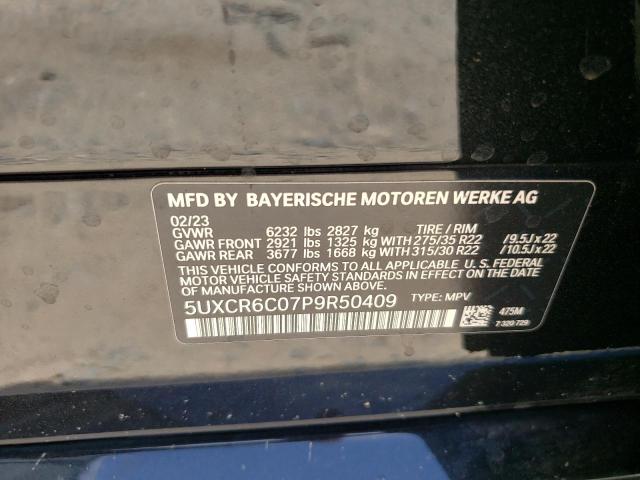 MFD BY BAYERISCHE MOTOREN WERKE AG
02/23
GVWR 6232 lbs 2827 kg TIRE / RIM
GAWR FRONT 2921 lbs 1325 kg WITH 275/35 R22 /9.5Jx22
GAWR REAR 3677 lbs 1668 kg WITH 315/30 R22 /10.5Jx22
THIS VEHICLE CONFORMS TO ALL APPLICABLE U.S. FEDERAL
MOTOR VEHICLE SAFETY STANDARDS IN EFFECT ON THE DATE
OF MANUFACTURE SHOWN ABOVE.
5UXCR6C07P9R50409 TYPE: MPV
475M
7 320 729